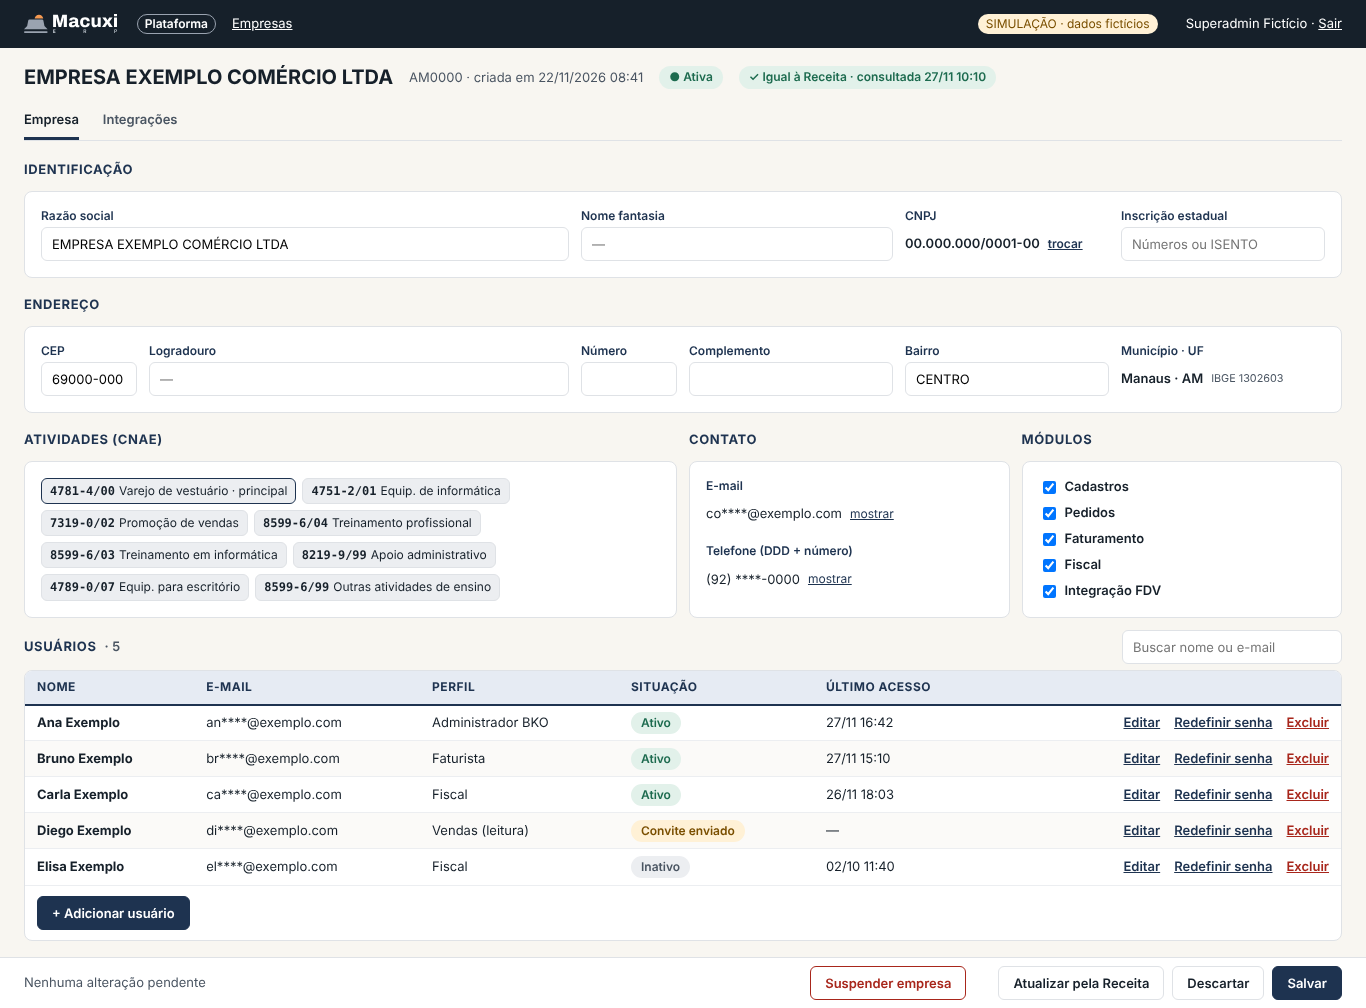 Macuxi Plataforma Empresas SIMULAÇÃO · dados fictícios Superadmin Fictício · Sair
E R P
EMPRESA EXEMPLO COMÉRCIO LTDA AM0000 · criada em 22/11/2026 08:41 ● Ativa ✓ Igual à Receita · consultada 27/11 10:10
Empresa Integrações
IDENTIFICAÇÃO
Razão social Nome fantasia CNPJ Inscrição estadual
EMPRESA EXEMPLO COMÉRCIO LTDA — 00.000.000/0001-00 trocar Números ou ISENTO
ENDEREÇO
CEP Logradouro Número Complemento Bairro Município · UF
69000-000 — CENTRO Manaus · AM IBGE 1302603
ATIVIDADES (CNAE)
4781-4/00 Varejo de vestuário · principal 4751-2/01 Equip. de informática
7319-0/02 Promoção de vendas 8599-6/04 Treinamento profissional
8599-6/03 Treinamento em informática 8219-9/99 Apoio administrativo
4789-0/07 Equip. para escritório 8599-6/99 Outras atividades de ensino
CONTATO
E-mail
co****@exemplo.com mostrar
Telefone (DDD + número)
(92) ****-0000 mostrar
MÓDULOS
Cadastros
Pedidos
Faturamento
Fiscal
Integração FDV
USUÁRIOS · 5 Buscar nome ou e-mail
NOME E-MAIL PERFIL SITUAÇÃO ÚLTIMO ACESSO
Ana Exemplo an****@exemplo.com Administrador BKO Ativo 27/11 16:42 Editar Redefinir senha Excluir
Bruno Exemplo br****@exemplo.com Faturista Ativo 27/11 15:10 Editar Redefinir senha Excluir
Carla Exemplo ca****@exemplo.com Fiscal Ativo 26/11 18:03 Editar Redefinir senha Excluir
Diego Exemplo di****@exemplo.com Vendas (leitura) Convite enviado — Editar Redefinir senha Excluir
Elisa Exemplo el****@exemplo.com Fiscal Inativo 02/10 11:40 Editar Redefinir senha Excluir
+ Adicionar usuário
Nenhuma alteração pendente Suspender empresa Atualizar pela Receita Descartar Salvar